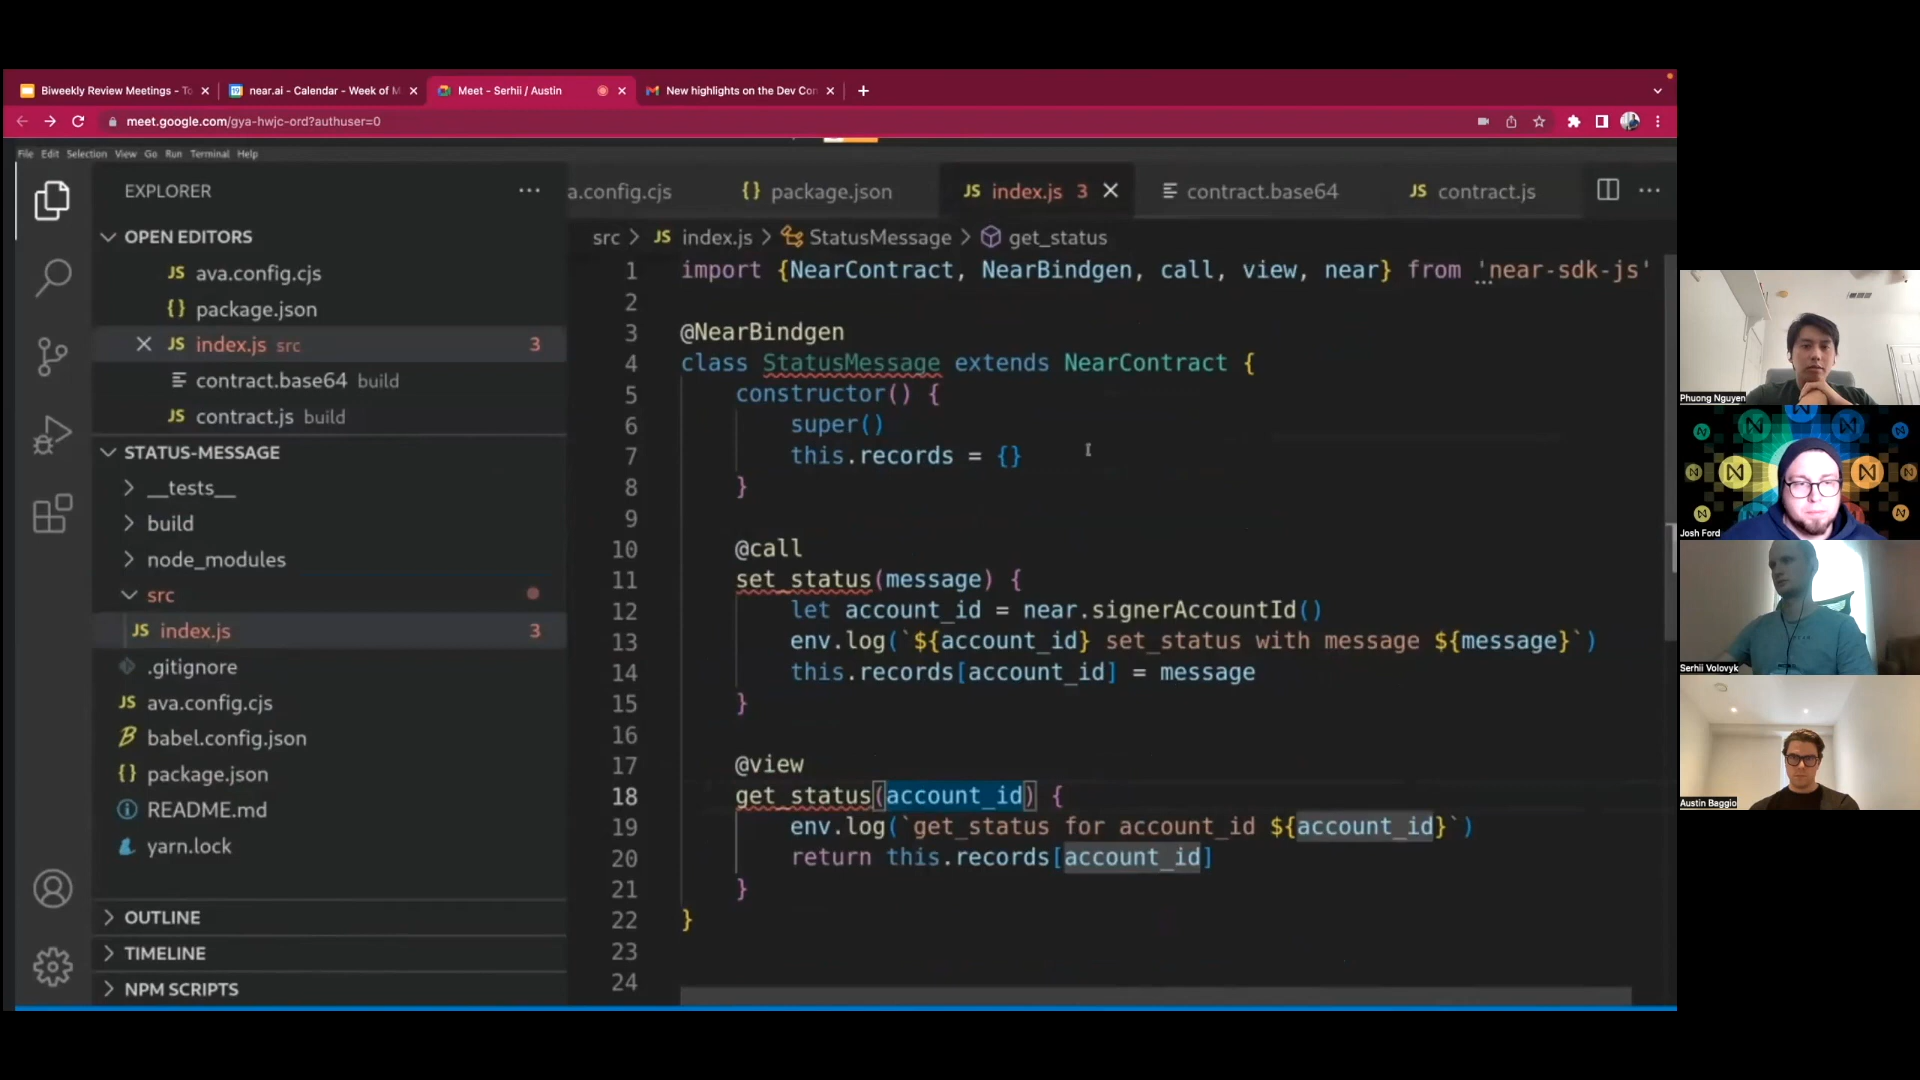 Biweekly Review Meetings - To
near.ai - Calendar - Week of M
Meet - Serhii / Austin
New highlights on the Dev Con
meet.google.com/gya-hwjc-ord?authuser=0
File Edit Selection View Go Run Terminal Help
EXPLORER
a.config.cjs
{} package.json
JS index.js 3
contract.base64
JS contract.js
OPEN EDITORS
JS ava.config.cjs
{} package.json
JS index.js src 3
contract.base64 build
JS contract.js build
STATUS-MESSAGE
__tests__
build
node_modules
src
JS index.js 3
.gitignore
JS ava.config.cjs
babel.config.json
{} package.json
README.md
yarn.lock
OUTLINE
TIMELINE
NPM SCRIPTS
src > JS index.js > StatusMessage > get_status
1 import {NearContract, NearBindgen, call, view, near} from 'near-sdk-js'
2
3 @NearBindgen
4 class StatusMessage extends NearContract {
5 constructor() {
6 super()
7 this.records = {}
8 }
9
10 @call
11 set_status(message) {
12 let account_id = near.signerAccountId()
13 env.log(`${account_id} set_status with message ${message}`)
14 this.records[account_id] = message
15 }
16
17 @view
18 get_status(account_id) {
19 env.log(`get_status for account_id ${account_id}`)
20 return this.records[account_id]
21 }
22 }
23
24
Phuong Nguyen
Josh Ford
Serhii Volovyk
Austin Baggio